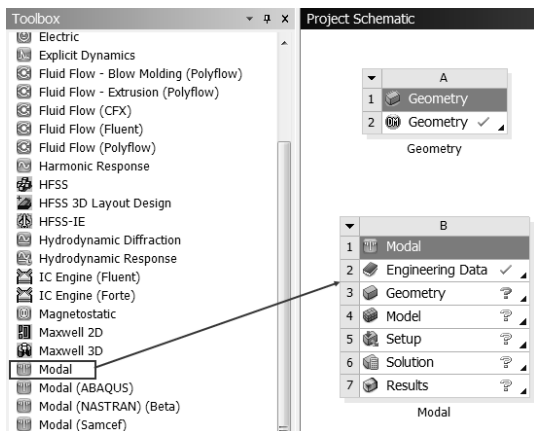 Toolbox
Electric
Explicit Dynamics
Fluid Flow - Blow Molding (Polyflow)
Fluid Flow - Extrusion (Polyflow)
Fluid Flow (CFX)
Fluid Flow (Fluent)
Fluid Flow (Polyflow)
Harmonic Response
HFSS
HFSS 3D Layout Design
HFSS-IE
Hydrodynamic Diffraction
Hydrodynamic Response
IC Engine (Fluent)
IC Engine (Forte)
Magnetostatic
Maxwell 2D
Maxwell 3D
Modal
Modal (ABAQUS)
Modal (NASTRAN) (Beta)
Modal (Samcef)
Project Schematic
A
1 Geometry
2 Geometry
Geometry
B
1 Modal
2 Engineering Data
3 Geometry ?
4 Model ?
5 Setup ?
6 Solution ?
7 Results ?
Modal